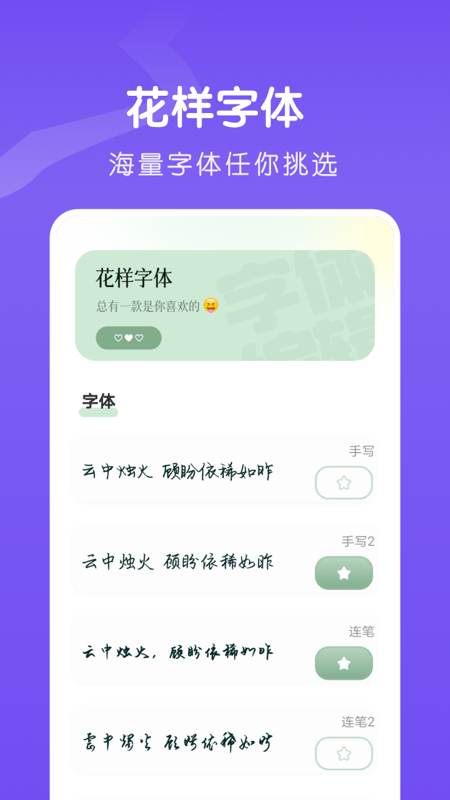 花样字体
海量字体任你挑选
花样字体
总有一款是你喜欢的
字体
字体
手写
云中烛火 顾盼依稀如昨
手写2
云中烛火 顾盼依稀如昨
连笔
云中烛火，顾盼依稀如昨
连笔2
雲中烛火 顾盼依稀如昨